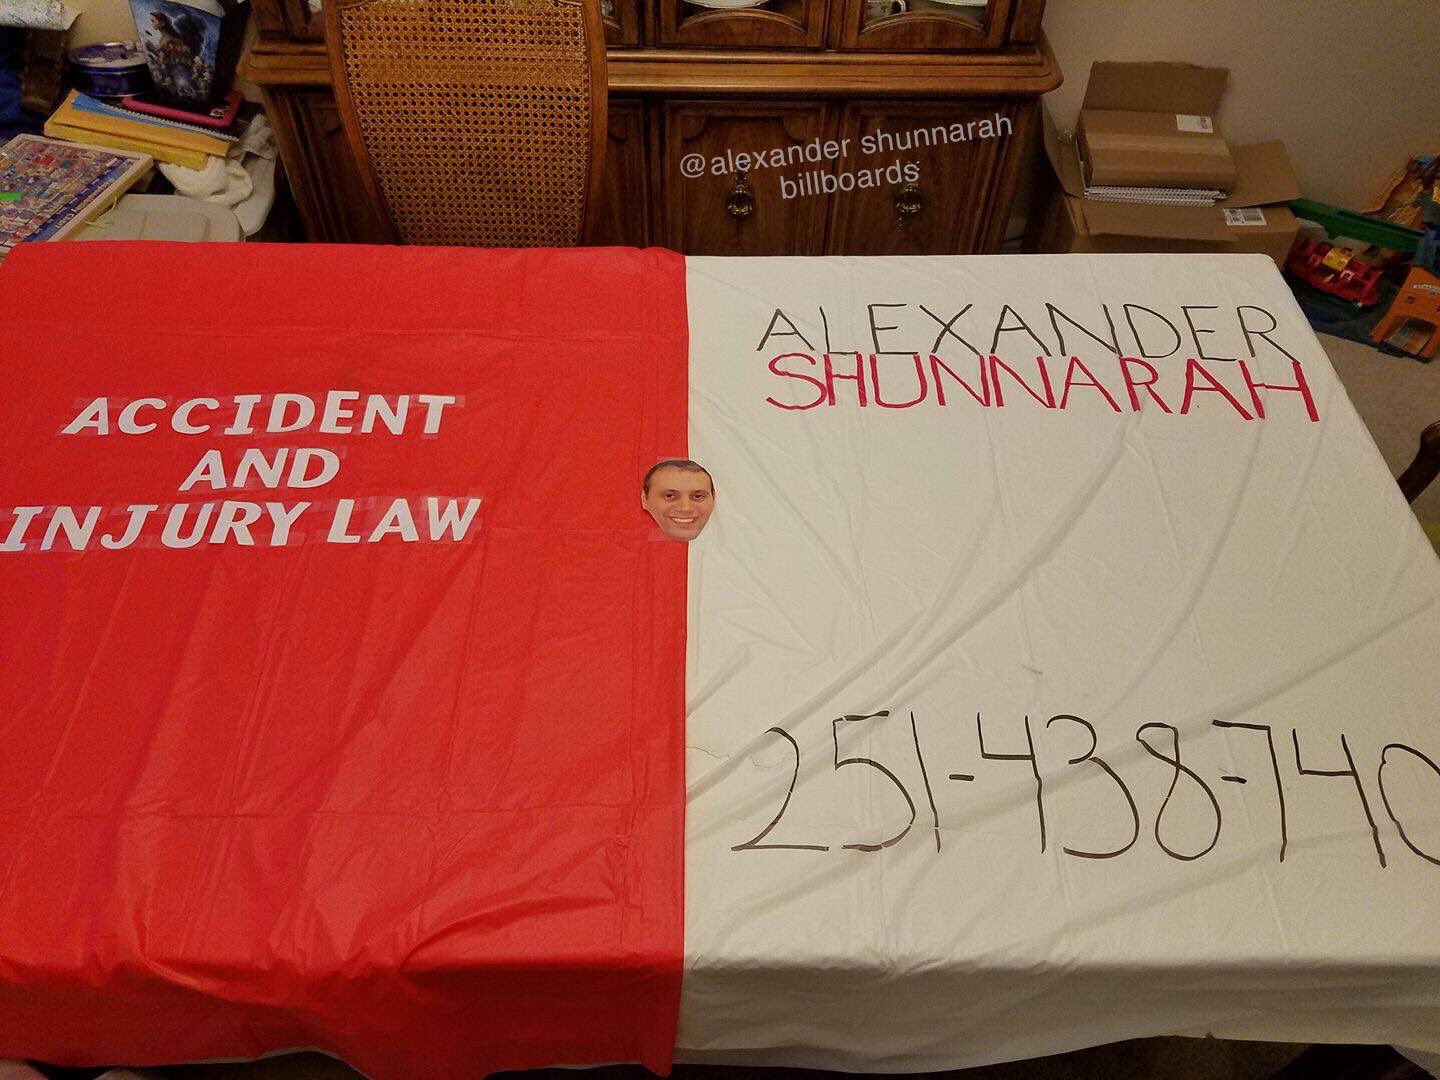 @alexander shunnarah
billboards
ACCIDENT
AND
INJURY LAW
ALEXANDER
SHUNNARAH
251-438-740